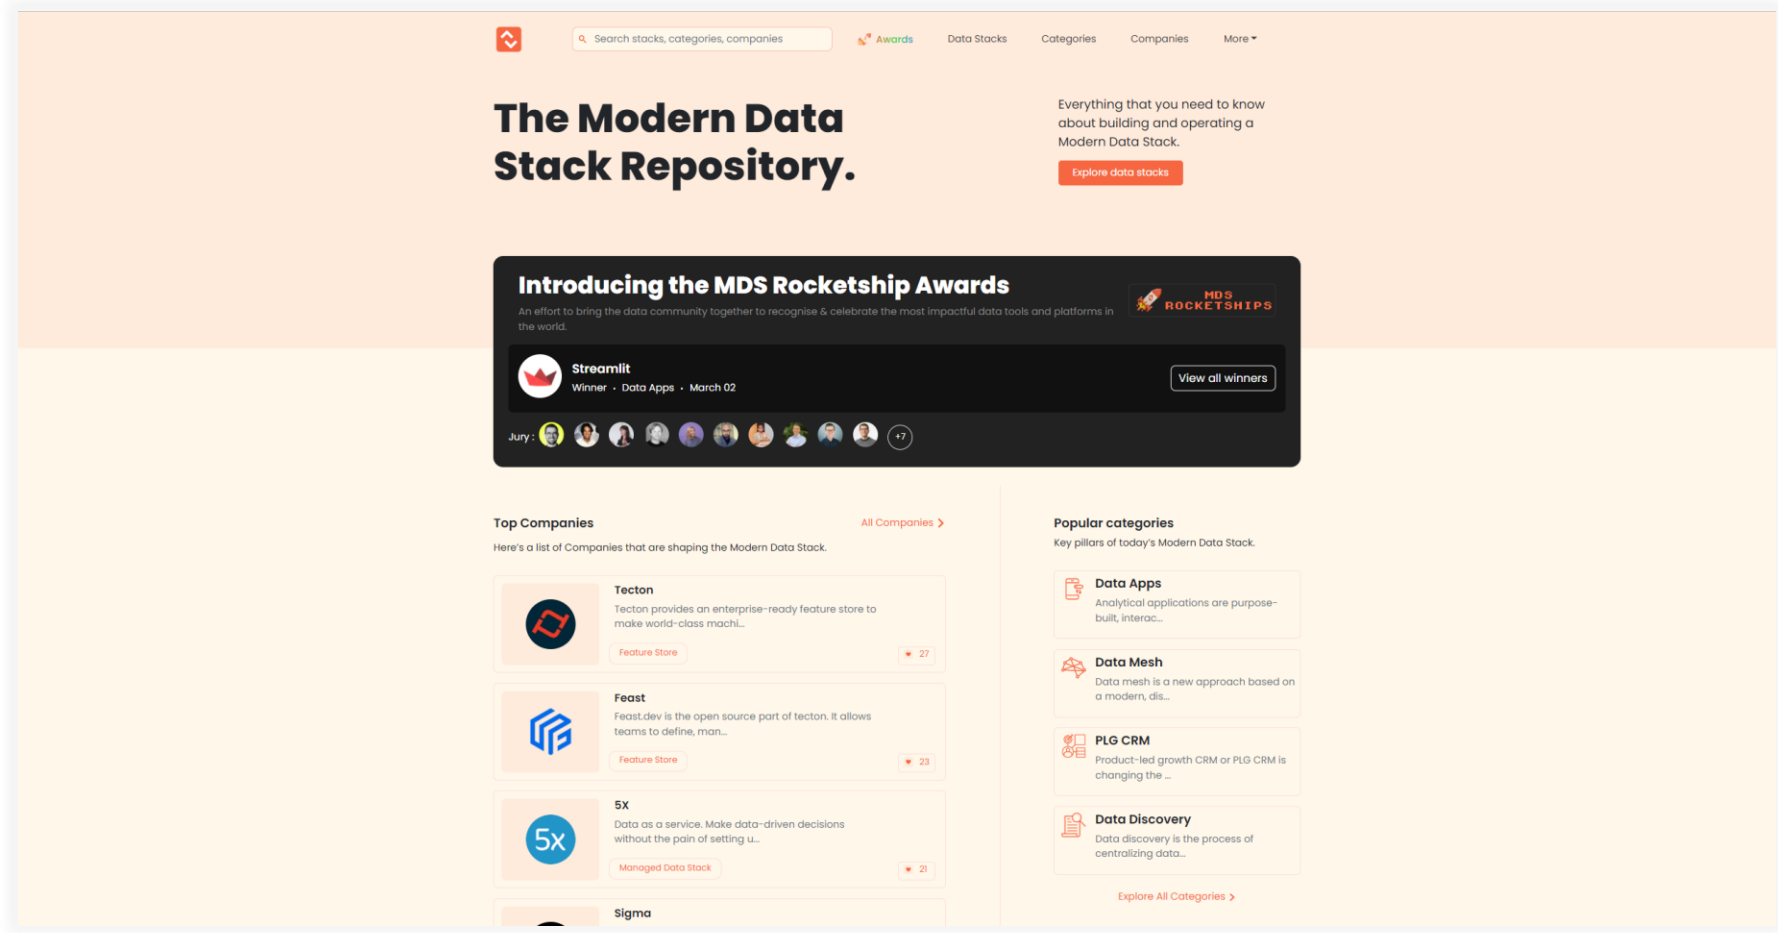 Search stacks, categories, companies
Awards
Data Stacks
Categories
Companies
More
The Modern Data
Stack Repository.
Everything that you need to know
about building and operating a
Modern Data Stack.
Explore data stacks
Introducing the MDS Rocketship Awards
An effort to bring the data community together to recognise & celebrate the most impactful data tools and platforms in
the world.
MDS
ROCKETSHIPS
Streamlit
Winner • Data Apps • March 02
View all winners
Jury :
+7
Top Companies
All Companies
Here's a list of Companies that are shaping the Modern Data Stack.
Tecton
Tecton provides an enterprise-ready feature store to
make world-class machi...
Feature Store
27
Feast
Feast.dev is the open source part of tecton. It allows
teams to define, man...
Feature Store
23
5x
5X
Data as a service. Make data-driven decisions
without the pain of setting u...
Managed Data Stack
21
Sigma
Popular categories
Key pillars of today's Modern Data Stack.
Data Apps
Analytical applications are purpose-
built, interac...
Data Mesh
Data mesh is a new approach based on
a modern, dis...
PLG CRM
Product-led growth CRM or PLG CRM is
changing the ...
Data Discovery
Data discovery is the process of
centralizing data...
Explore All Categories